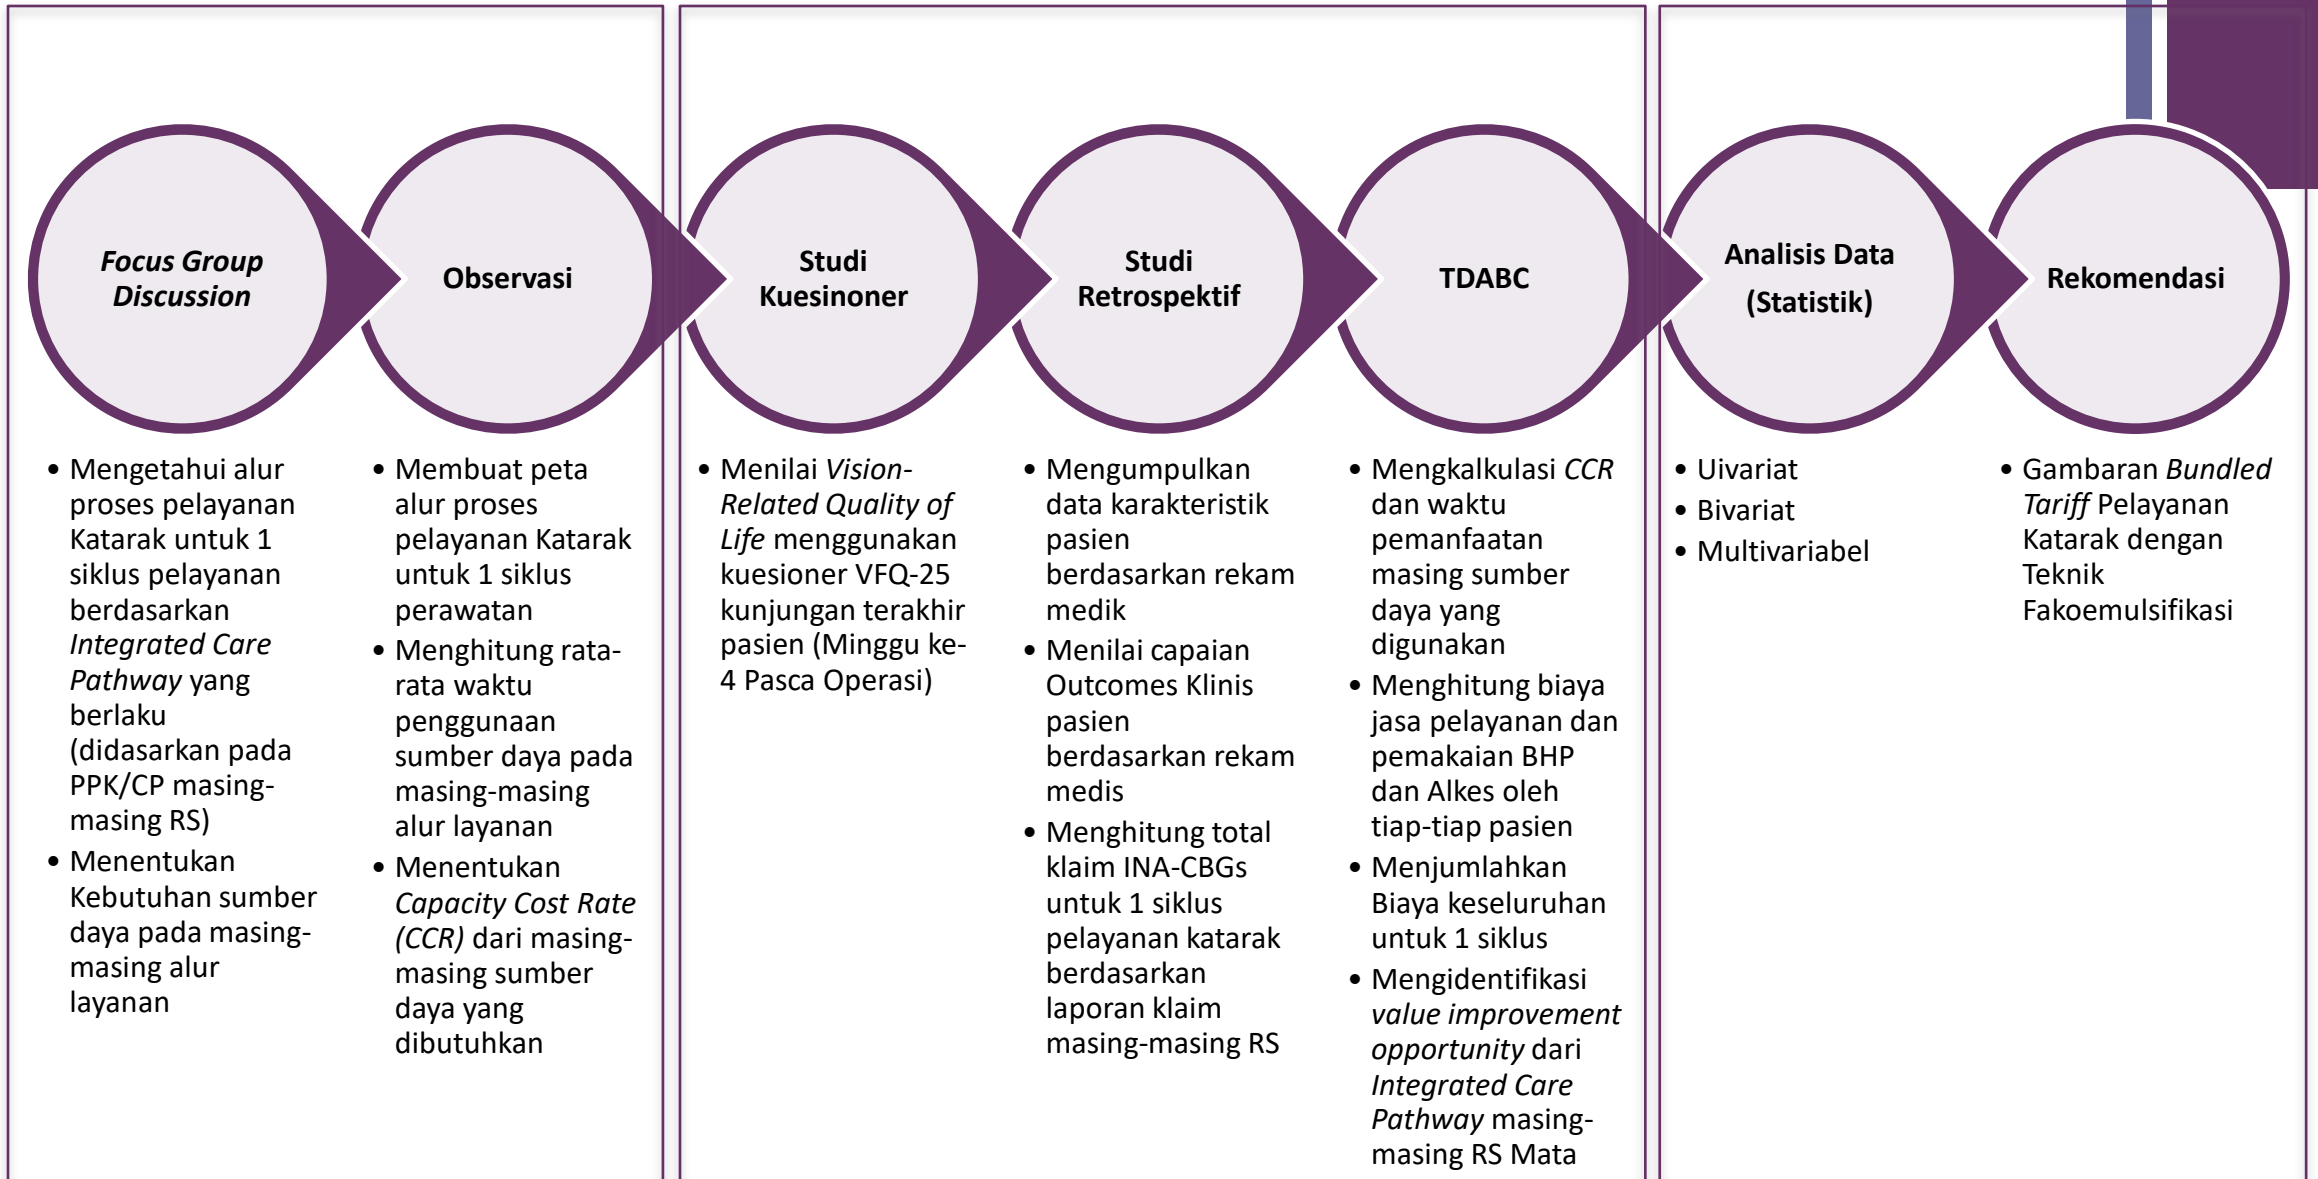 Focus Group
Discussion
Observasi
Studi
Kuesinoner
Studi
Retrospektif
TDABC
Analisis Data
(Statistik)
Rekomendasi
• Mengetahui alur
proses pelayanan
Katarak untuk 1
siklus pelayanan
berdasarkan
Integrated Care
Pathway yang
berlaku
(didasarkan pada
PPK/CP masing-
masing RS)
• Menentukan
Kebutuhan sumber
daya pada masing-
masing alur
layanan
• Membuat peta
alur proses
pelayanan Katarak
untuk 1 siklus
perawatan
• Menghitung rata-
rata waktu
penggunaan
sumber daya pada
masing-masing
alur layanan
• Menentukan
Capacity Cost Rate
(CCR) dari masing-
masing sumber
daya yang
dibutuhkan
• Menilai Vision-
Related Quality of
Life menggunakan
kuesioner VFQ-25
kunjungan terakhir
pasien (Minggu ke-
4 Pasca Operasi)
• Mengumpulkan
data karakteristik
pasien
berdasarkan rekam
medik
• Menilai capaian
Outcomes Klinis
pasien
berdasarkan rekam
medis
• Menghitung total
klaim INA-CBGs
untuk 1 siklus
pelayanan katarak
berdasarkan
laporan klaim
masing-masing RS
• Mengkalkulasi CCR
dan waktu
pemanfaatan
masing sumber
daya yang
digunakan
• Menghitung biaya
jasa pelayanan dan
pemakaian BHP
dan Alkes oleh
tiap-tiap pasien
• Menjumlahkan
Biaya keseluruhan
untuk 1 siklus
• Mengidentifikasi
value improvement
opportunity dari
Integrated Care
Pathway masing-
masing RS Mata
• Uivariat
• Bivariat
• Multivariabel
• Gambaran Bundled
Tariff Pelayanan
Katarak dengan
Teknik
Fakoemulsifikasi